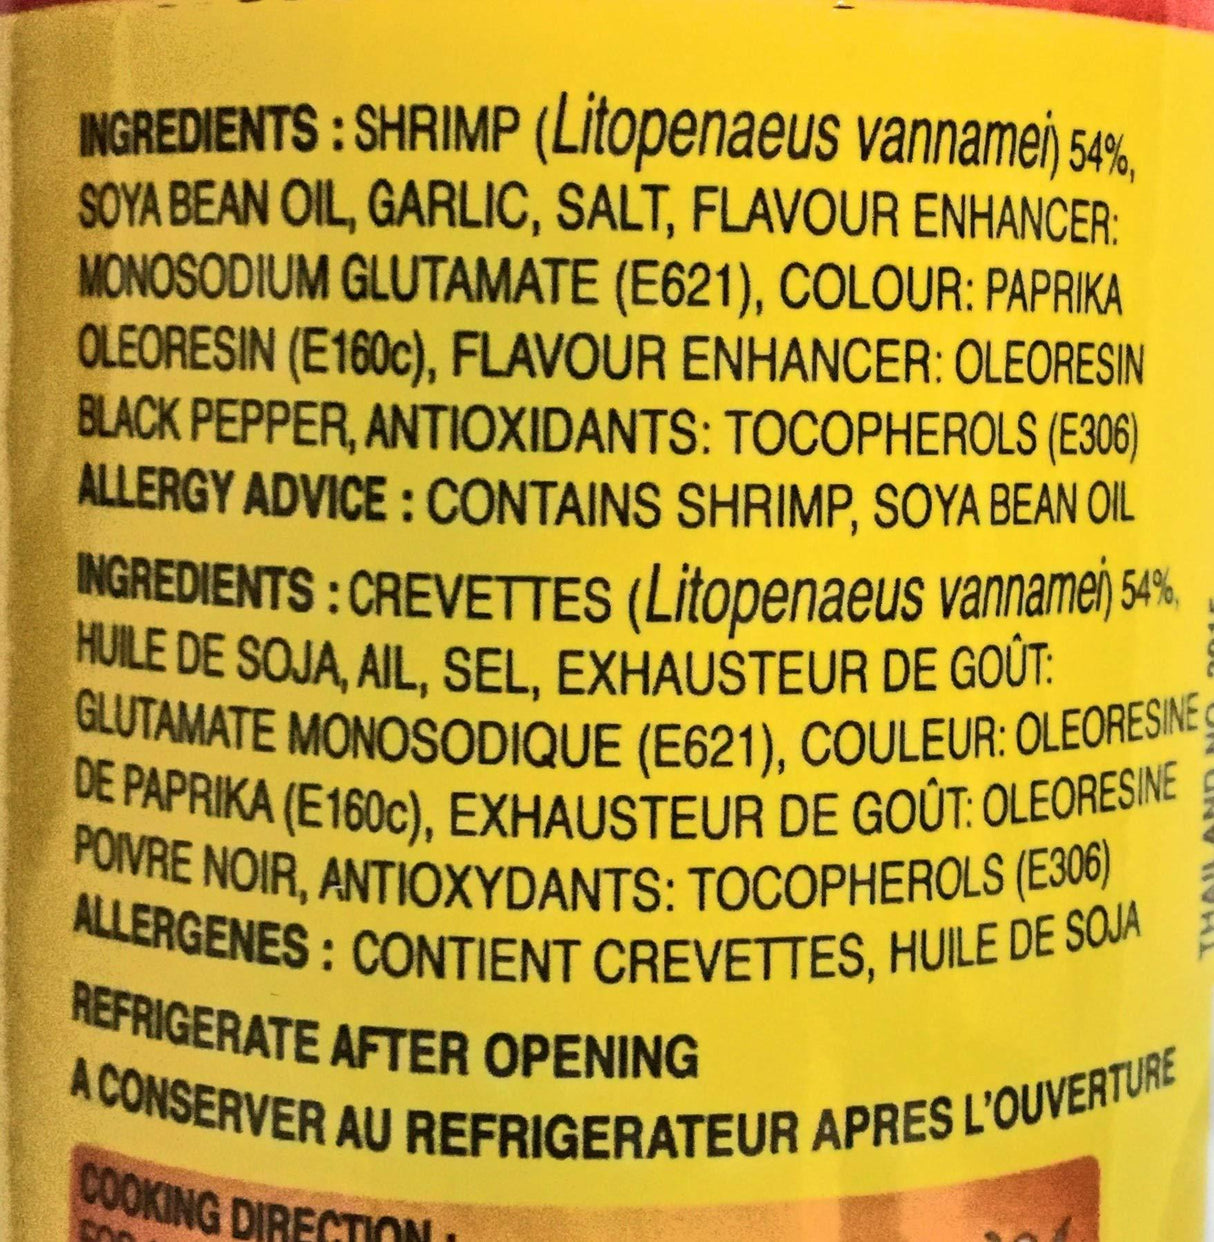 INGREDIENTS : SHRIMP (Litopenaeus vannamei) 54%,
SOYA BEAN OIL, GARLIC, SALT, FLAVOUR ENHANCER:
MONOSODIUM GLUTAMATE (E621), COLOUR: PAPRIKA
OLEORESIN (E160c), FLAVOUR ENHANCER: OLEORESIN
BLACK PEPPER, ANTIOXIDANTS: TOCOPHEROLS (E306)
ALLERGY ADVICE : CONTAINS SHRIMP, SOYA BEAN OIL
INGREDIENTS : CREVETTES (Litopenaeus vannamei) 54%,
HUILE DE SOJA, AIL, SEL, EXHAUSTEUR DE GOÛT:
GLUTAMATE MONOSODIQUE (E621), COULEUR: OLEORESINE
DE PAPRIKA (E160c), EXHAUSTEUR DE GOÛT: OLEORESINE
POIVRE NOIR, ANTIOXYDANTS: TOCOPHEROLS (E306)
ALLERGENES : CONTIENT CREVETTES, HUILE DE SOJA
REFRIGERATE AFTER OPENING
A CONSERVER AU REFRIGERATEUR APRES L'OUVERTURE
COOKING DIRECTION :
THAILAND NO.